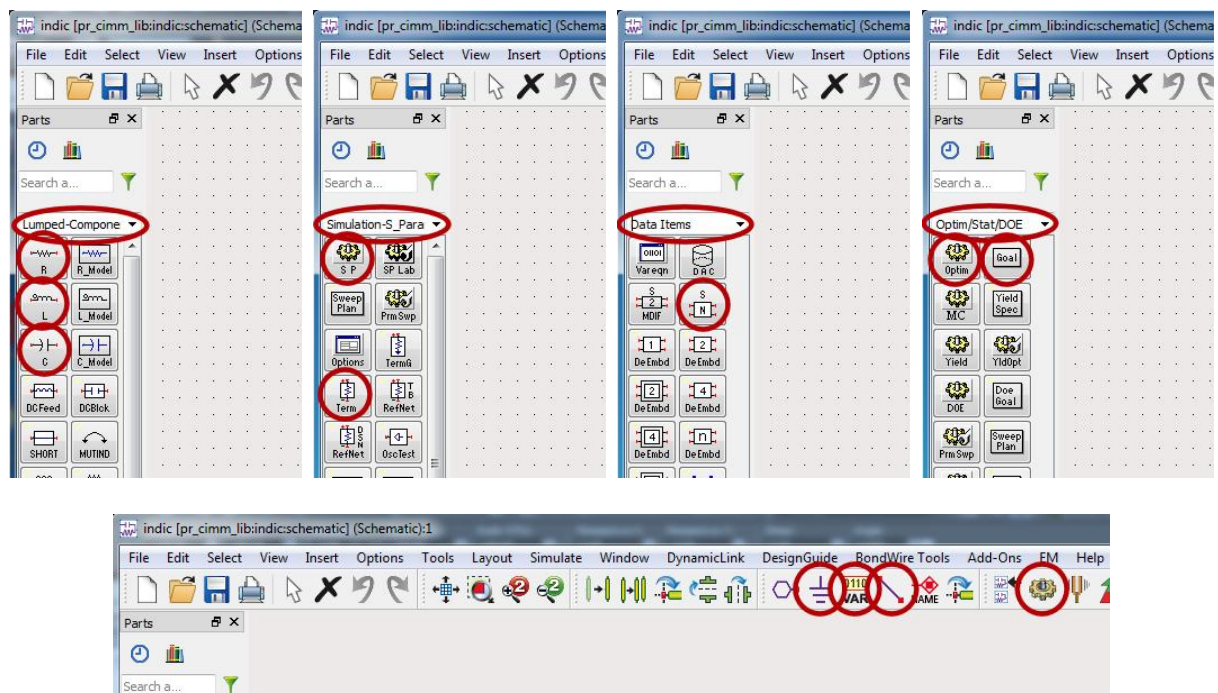 indic [pr_cimm_lib:indic:schematic] (Schema
File Edit Select View Insert Options
Parts
Search a...
Lumped-Compone
R R_Model
L L_Model
C C_Model
DCFeed DCBlck
SHORT MUTIND
indic [pr_cimm_lib:indic:schematic] (Schema
File Edit Select View Insert Options
Parts
Search a...
Simulation-S_Para
S P SP Lab
Sweep Plan PrmSwp
Options TermG
Term RefNet
RefNet OscTest
indic [pr_cimm_lib:indic:schematic] (Schema
File Edit Select View Insert Options
Parts
Search a...
Data Items
Vareqn DAC
MDIF
DeEmbd DeEmbd
DeEmbd DeEmbd
DeEmbd DeEmbd
indic [pr_cimm_lib:indic:schematic] (Schema
File Edit Select View Insert Options
Parts
Search a...
Optim/Stat/DOE
Optim Goal
MC Yield Spec
Yield YldOpt
DOE Doe Goal
PrmSwp Sweep Plan
indic [pr_cimm_lib:indic:schematic] (Schematic):1
File Edit Select View Insert Options Tools Layout Simulate Window DynamicLink DesignGuide BondWire Tools Add-Ons EM Help
VAR NAME
Parts
Search a...